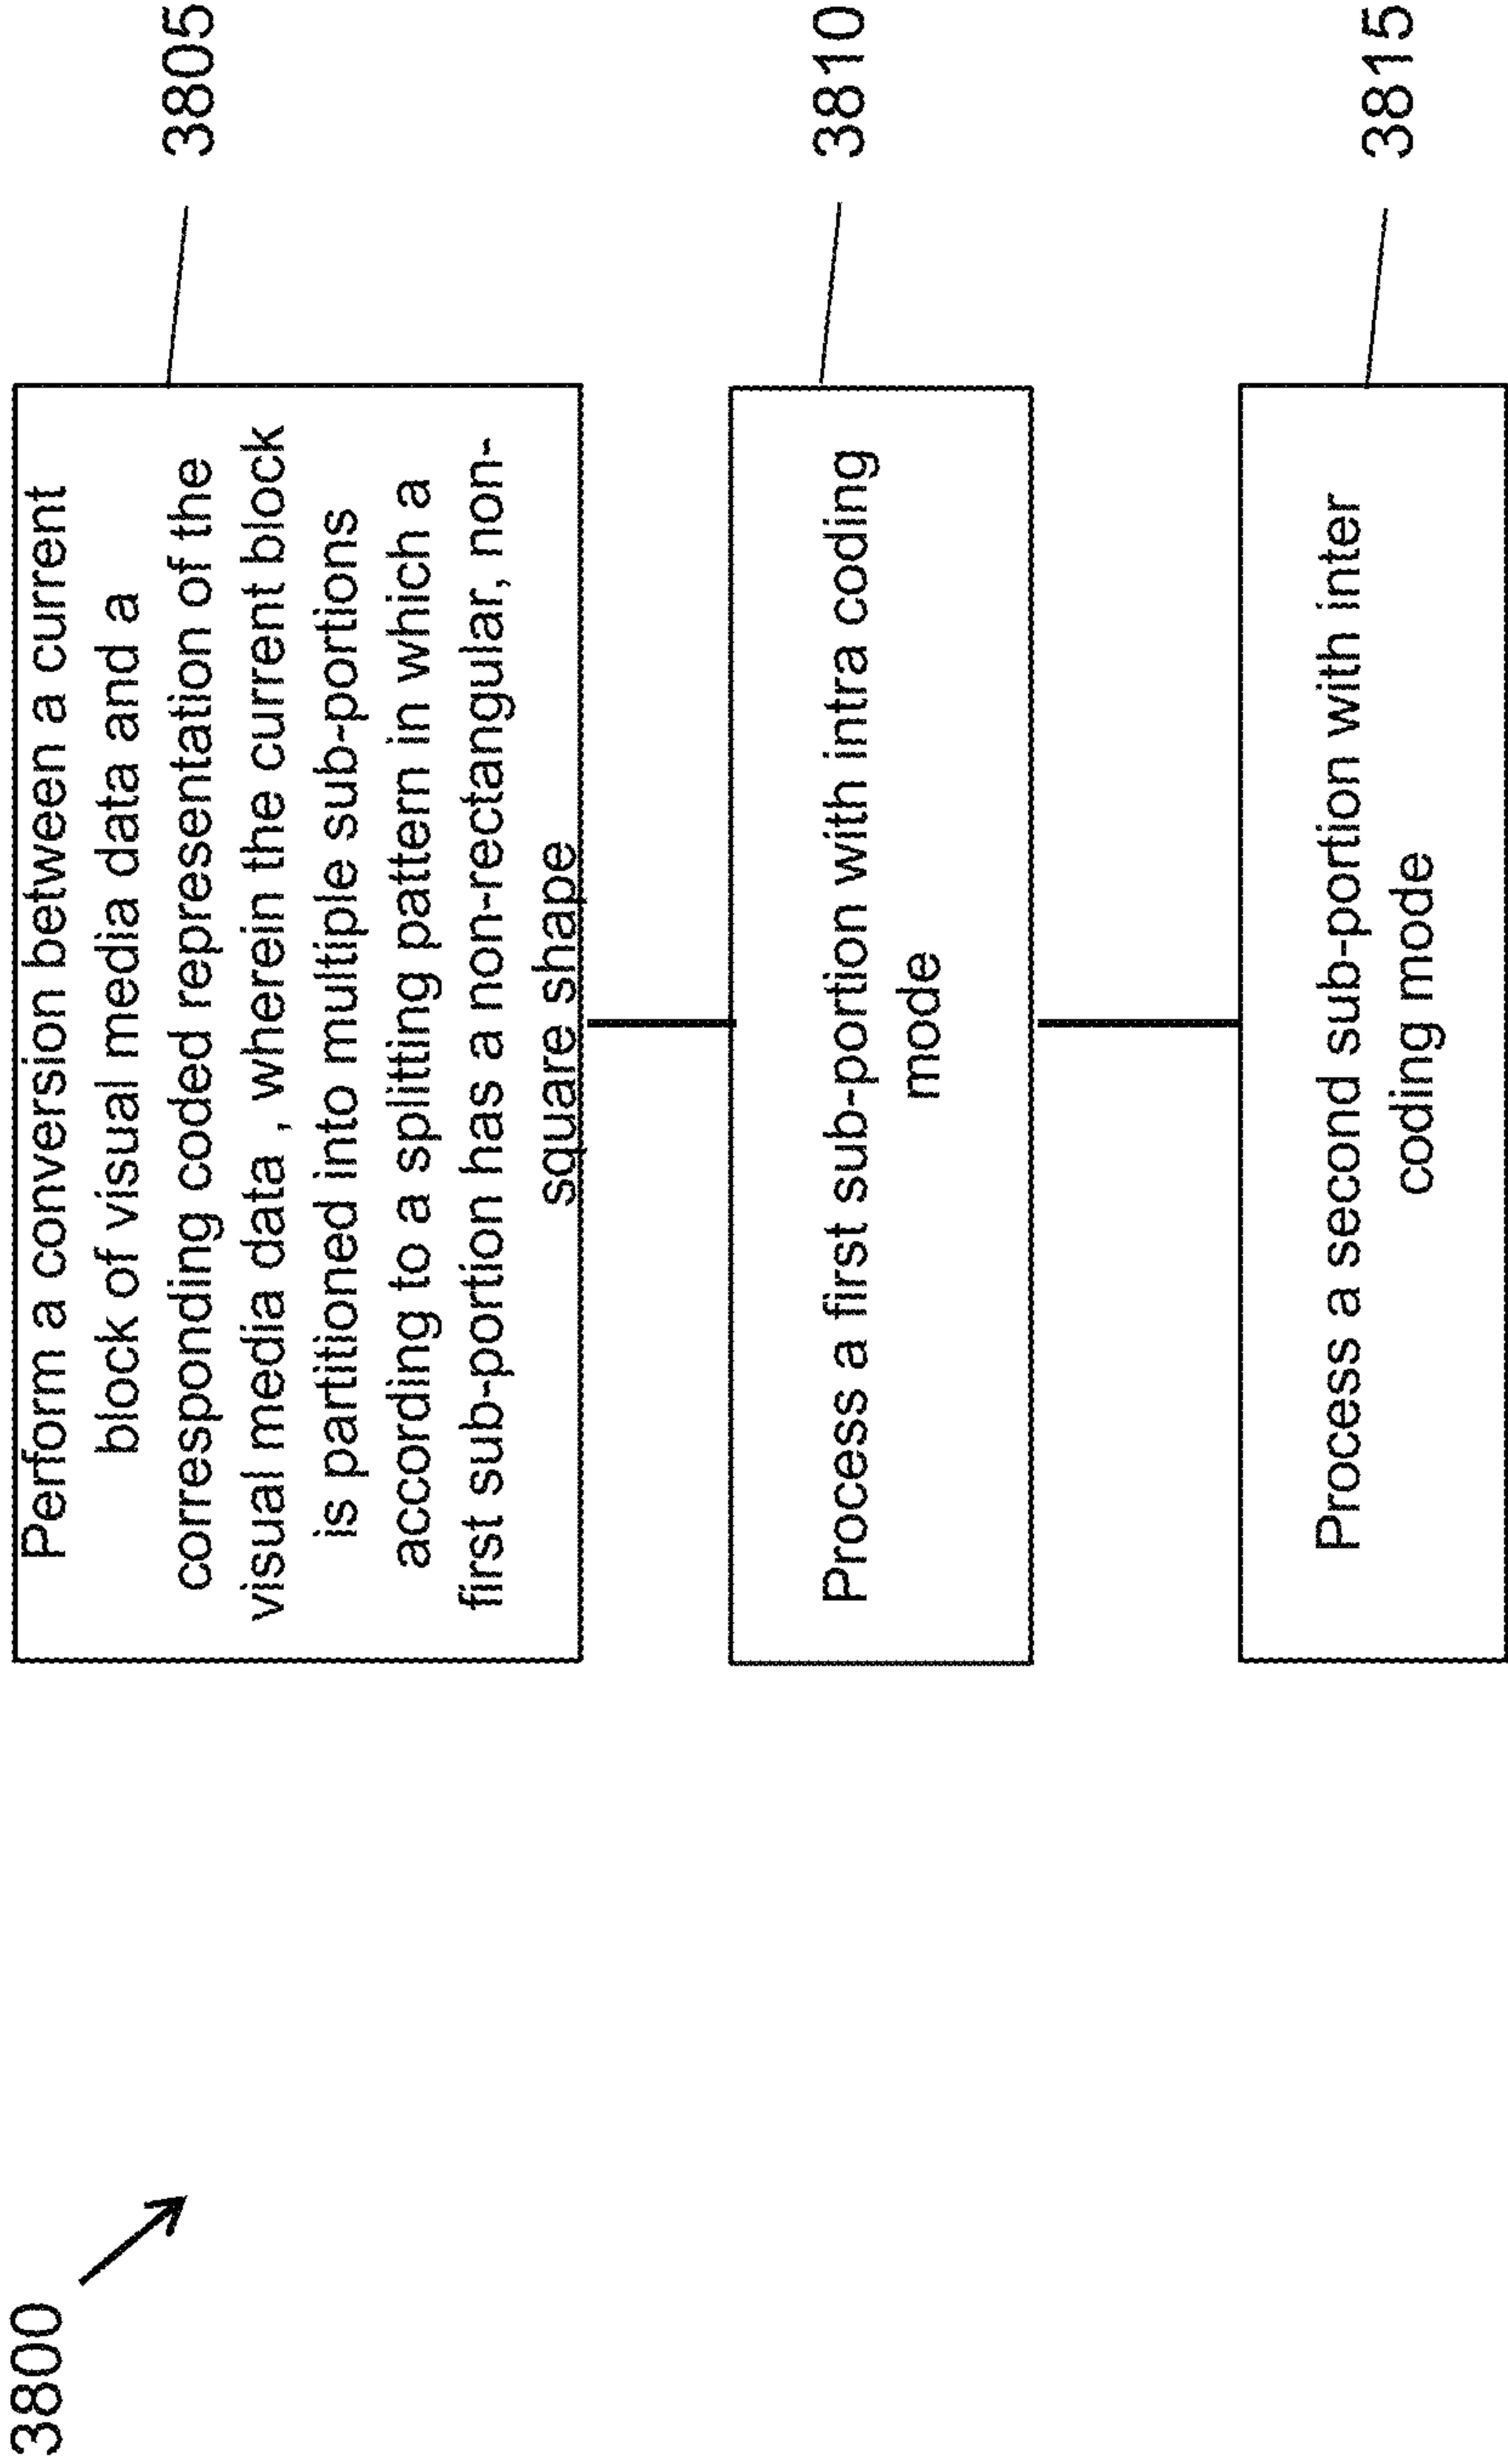 3800
Perform a conversion between a current
block of visual media data and a
corresponding coded representation of the
visual media data , wherein the current block
is partitioned into multiple sub-portions
according to a splitting pattern in which a
first sub-portion has a non-rectangular, non-
square shape
3805
Process a first sub-portion with intra coding
mode
3810
Process a second sub-portion with inter
coding mode
3815